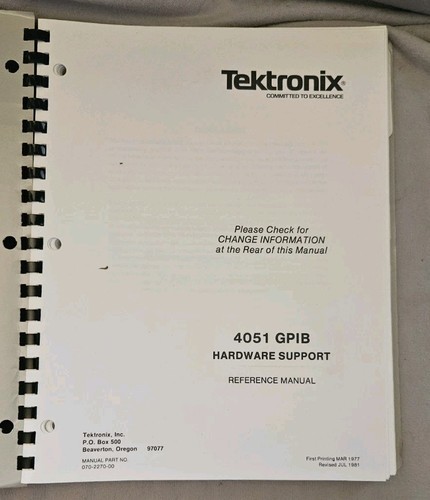 Tektronix®
COMMITTED TO EXCELLENCE
Please Check for
CHANGE INFORMATION
at the Rear of this Manual
4051 GPIB
HARDWARE SUPPORT
REFERENCE MANUAL
Tektronix, Inc.
P.O. Box 500
Beaverton, Oregon 97077
MANUAL PART NO.
070-2270-00
First Printing MAR 1977
Revised JUL 1981